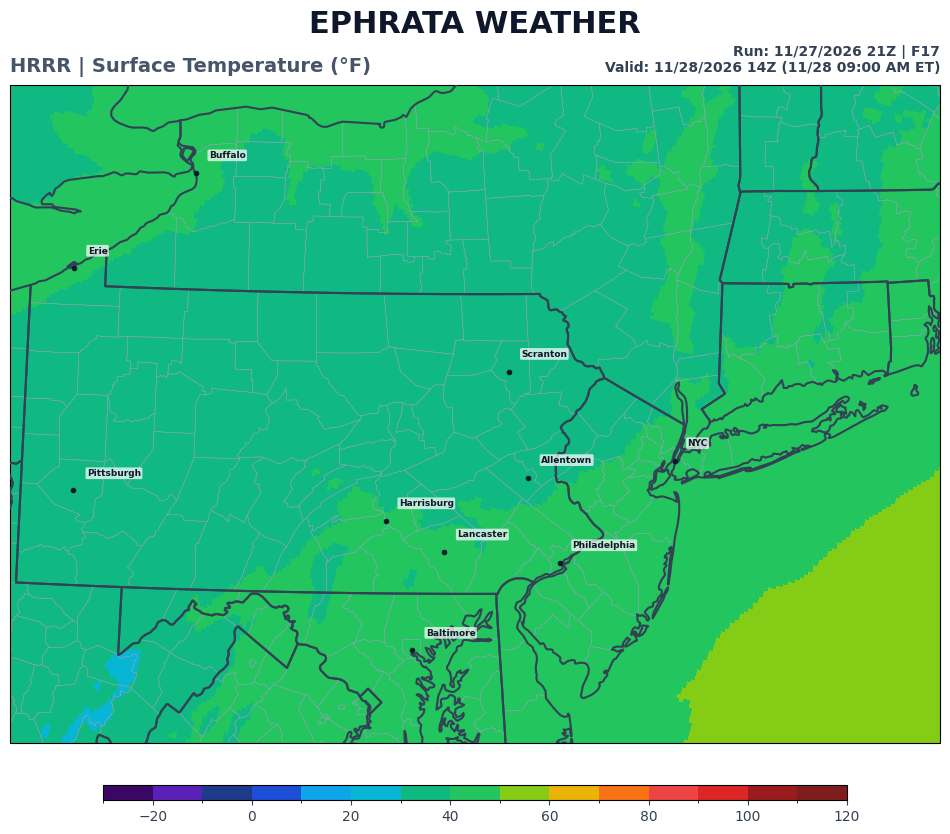 EPHRATA WEATHER
HRRR | Surface Temperature (°F)
Run: 11/27/2026 21Z | F17
Valid: 11/28/2026 14Z (11/28 09:00 AM ET)
Buffalo
Erie
Scranton
NYC
Allentown
Pittsburgh
Harrisburg
Lancaster
Philadelphia
Baltimore
−20 0 20 40 60 80 100 120